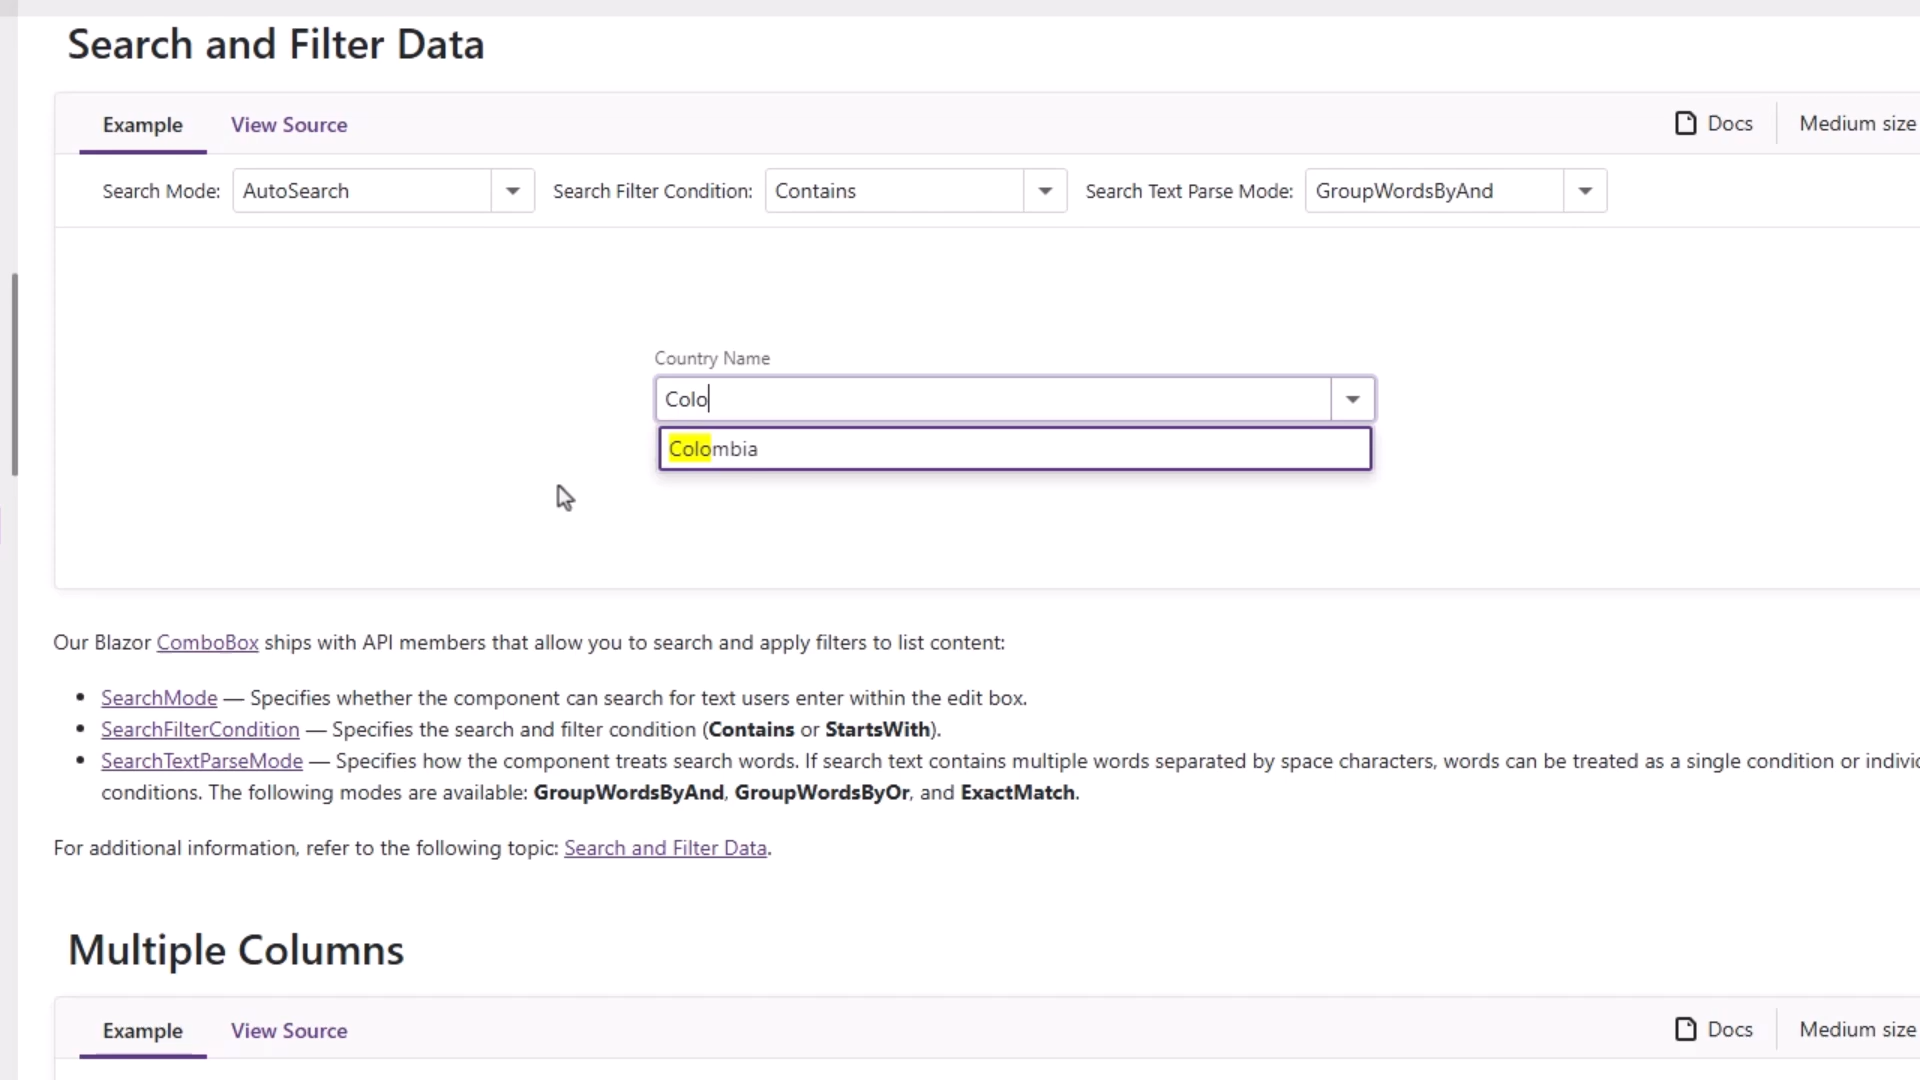 Search and Filter Data
Example View Source Docs Medium size
Search Mode: AutoSearch Search Filter Condition: Contains Search Text Parse Mode: GroupWordsByAnd
Country Name
Colo
Colombia
Our Blazor ComboBox ships with API members that allow you to search and apply filters to list content:
• SearchMode — Specifies whether the component can search for text users enter within the edit box.
• SearchFilterCondition — Specifies the search and filter condition (Contains or StartsWith).
• SearchTextParseMode — Specifies how the component treats search words. If search text contains multiple words separated by space characters, words can be treated as a single condition or indivic
conditions. The following modes are available: GroupWordsByAnd, GroupWordsByOr, and ExactMatch.
For additional information, refer to the following topic: Search and Filter Data.
Multiple Columns
Example View Source Docs Medium size